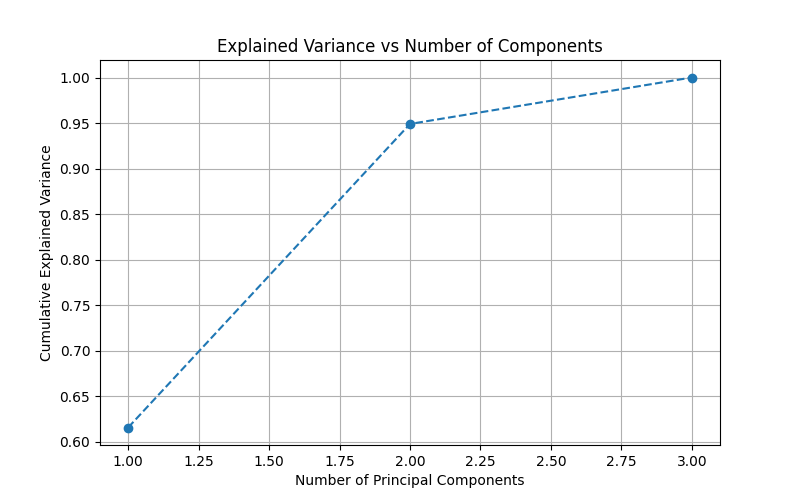 Explained Variance vs Number of Components
Cumulative Explained Variance
1.00
0.95
0.90
0.85
0.80
0.75
0.70
0.65
0.60
1.00 1.25 1.50 1.75 2.00 2.25 2.50 2.75 3.00
Number of Principal Components